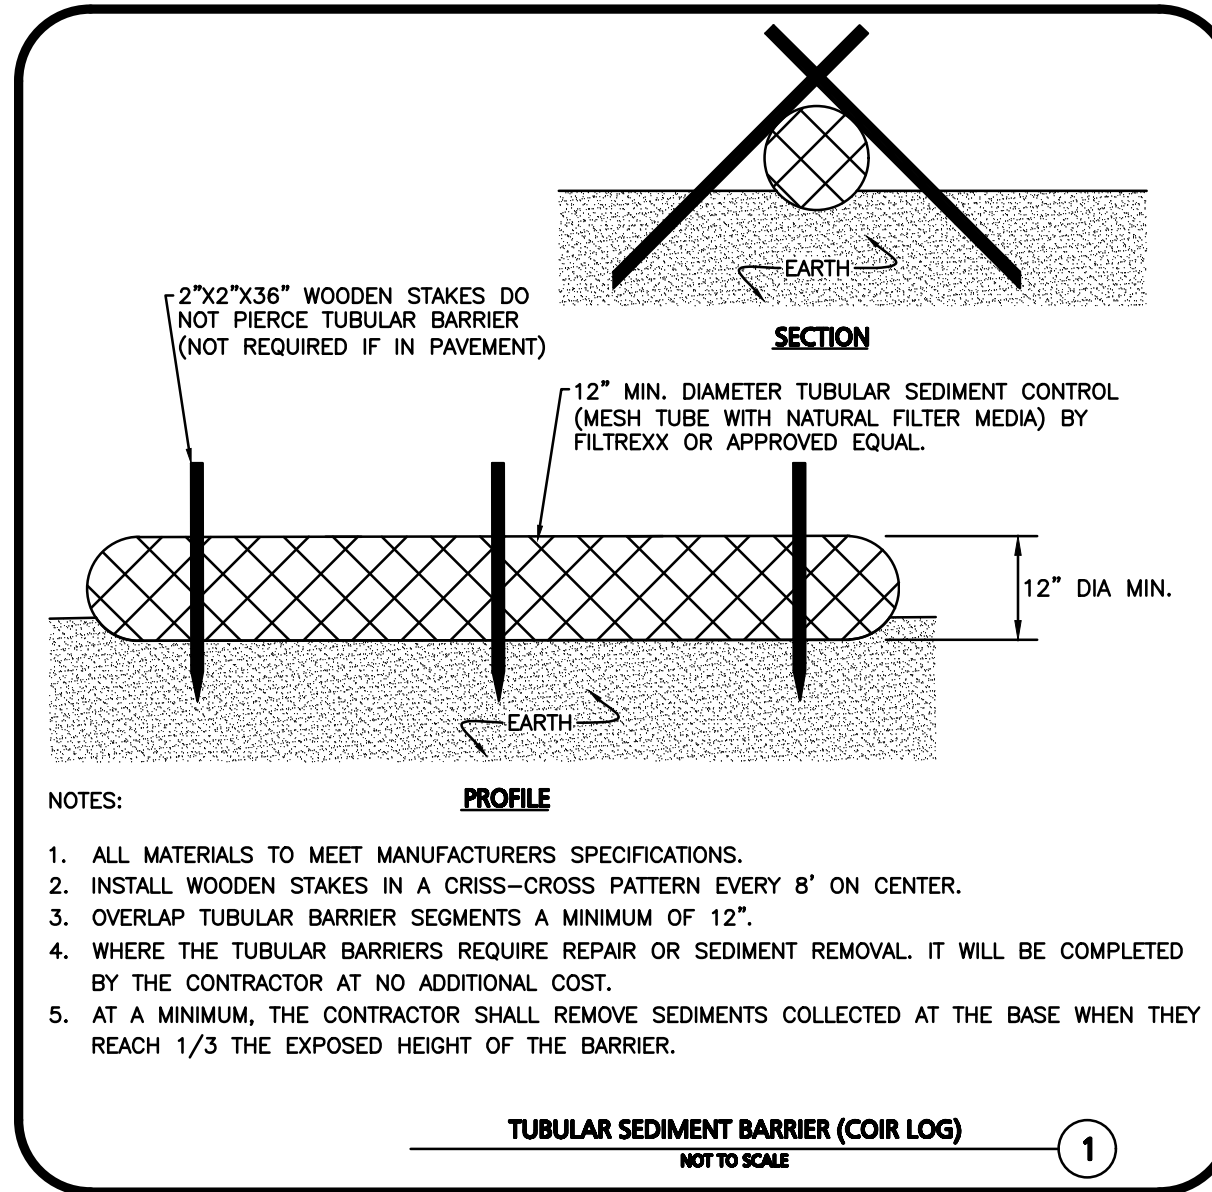 EARTH
SECTION
2"X2"X36" WOODEN STAKES DO
NOT PIERCE TUBULAR BARRIER
(NOT REQUIRED IF IN PAVEMENT)
12" MIN. DIAMETER TUBULAR SEDIMENT CONTROL
(MESH TUBE WITH NATURAL FILTER MEDIA) BY
FILTREXX OR APPROVED EQUAL.
12" DIA MIN.
EARTH
PROFILE
NOTES:
1. ALL MATERIALS TO MEET MANUFACTURERS SPECIFICATIONS.
2. INSTALL WOODEN STAKES IN A CRISS-CROSS PATTERN EVERY 8' ON CENTER.
3. OVERLAP TUBULAR BARRIER SEGMENTS A MINIMUM OF 12".
4. WHERE THE TUBULAR BARRIERS REQUIRE REPAIR OR SEDIMENT REMOVAL. IT WILL BE COMPLETED
BY THE CONTRACTOR AT NO ADDITIONAL COST.
5. AT A MINIMUM, THE CONTRACTOR SHALL REMOVE SEDIMENTS COLLECTED AT THE BASE WHEN THEY
REACH 1/3 THE EXPOSED HEIGHT OF THE BARRIER.
TUBULAR SEDIMENT BARRIER (COIR LOG)
NOT TO SCALE
1